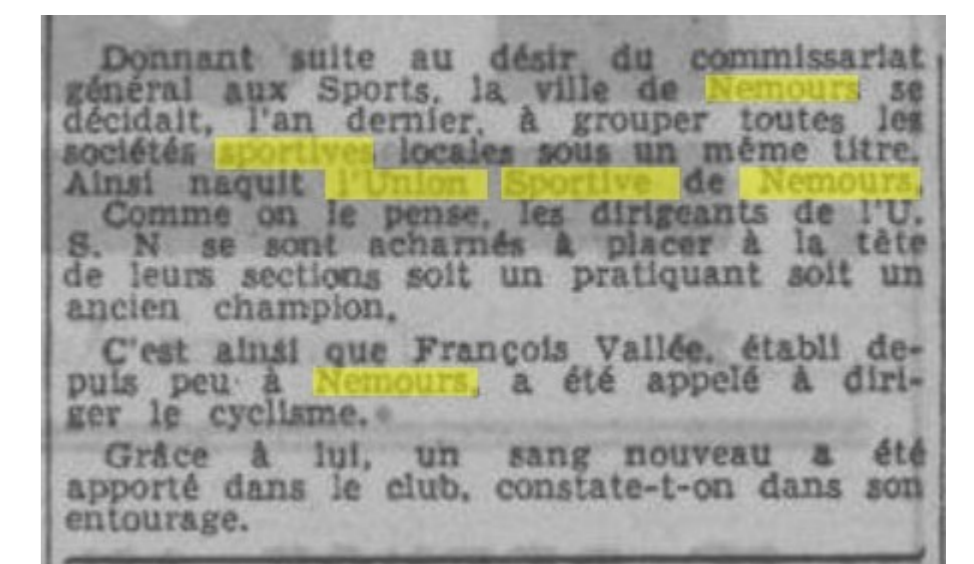 Donnant suite au désir du commissariat
général aux Sports, la ville de Nemours se
décidait, l'an dernier, à grouper toutes les
sociétés sportives locales sous un même titre.
Ainsi naquit l'Union Sportive de Nemours.
Comme on le pense, les dirigeants de l'U.
S. N se sont acharnés à placer à la tête
de leurs sections soit un pratiquant soit un
ancien champion.
C'est ainsi que François Vallée, établi de-
puis peu à Nemours, a été appelé à diri-
ger le cyclisme.
Grâce à lui, un sang nouveau a été
apporté dans le club, constate-t-on dans son
entourage.